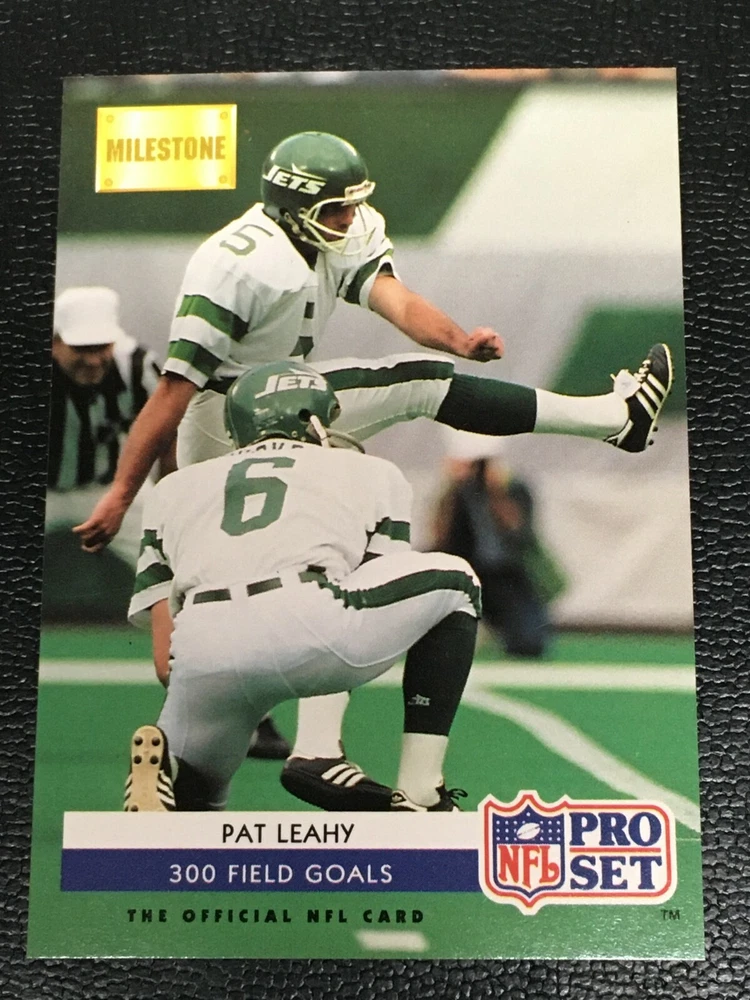 MILESTONE
JETS
5
JETS
6
PAT LEAHY
300 FIELD GOALS
NFL
PRO
SET
THE OFFICIAL NFL CARD
TM